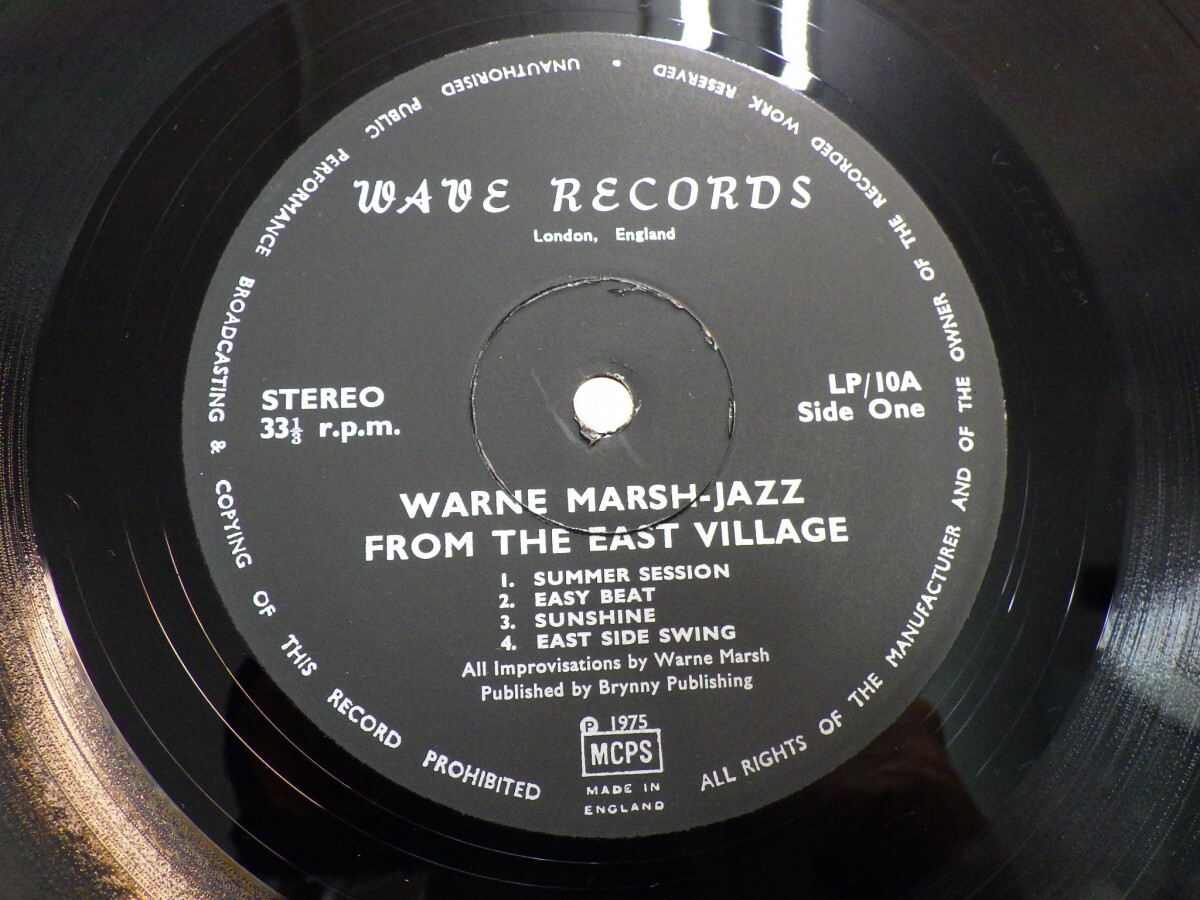 WAVE RECORDS
London, England
STEREO
33⅓ r.p.m.
LP/10A
Side One
WARNE MARSH-JAZZ
FROM THE EAST VILLAGE
1. SUMMER SESSION
2. EASY BEAT
3. SUNSHINE
4. EAST SIDE SWING
All Improvisations by Warne Marsh
Published by Brynny Publishing
℗ 1975
MCPS
MADE IN
ENGLAND
ALL RIGHTS OF THE MANUFACTURER AND OF THE OWNER OF THE RECORDED WORK RESERVED • UNAUTHORISED PUBLIC PERFORMANCE BROADCASTING & COPYING OF THIS RECORD PROHIBITED